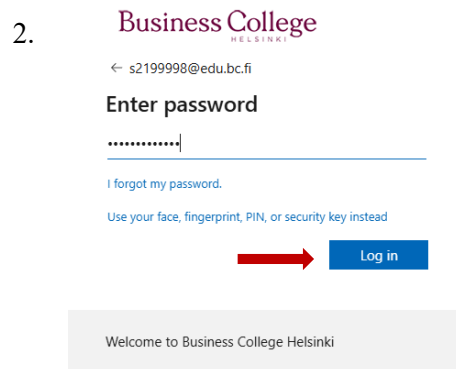 2.
Business College
HELSINKI
← s2199998@edu.bc.fi
Enter password
•••••••••••••
I forgot my password.
Use your face, fingerprint, PIN, or security key instead
Log in
Welcome to Business College Helsinki